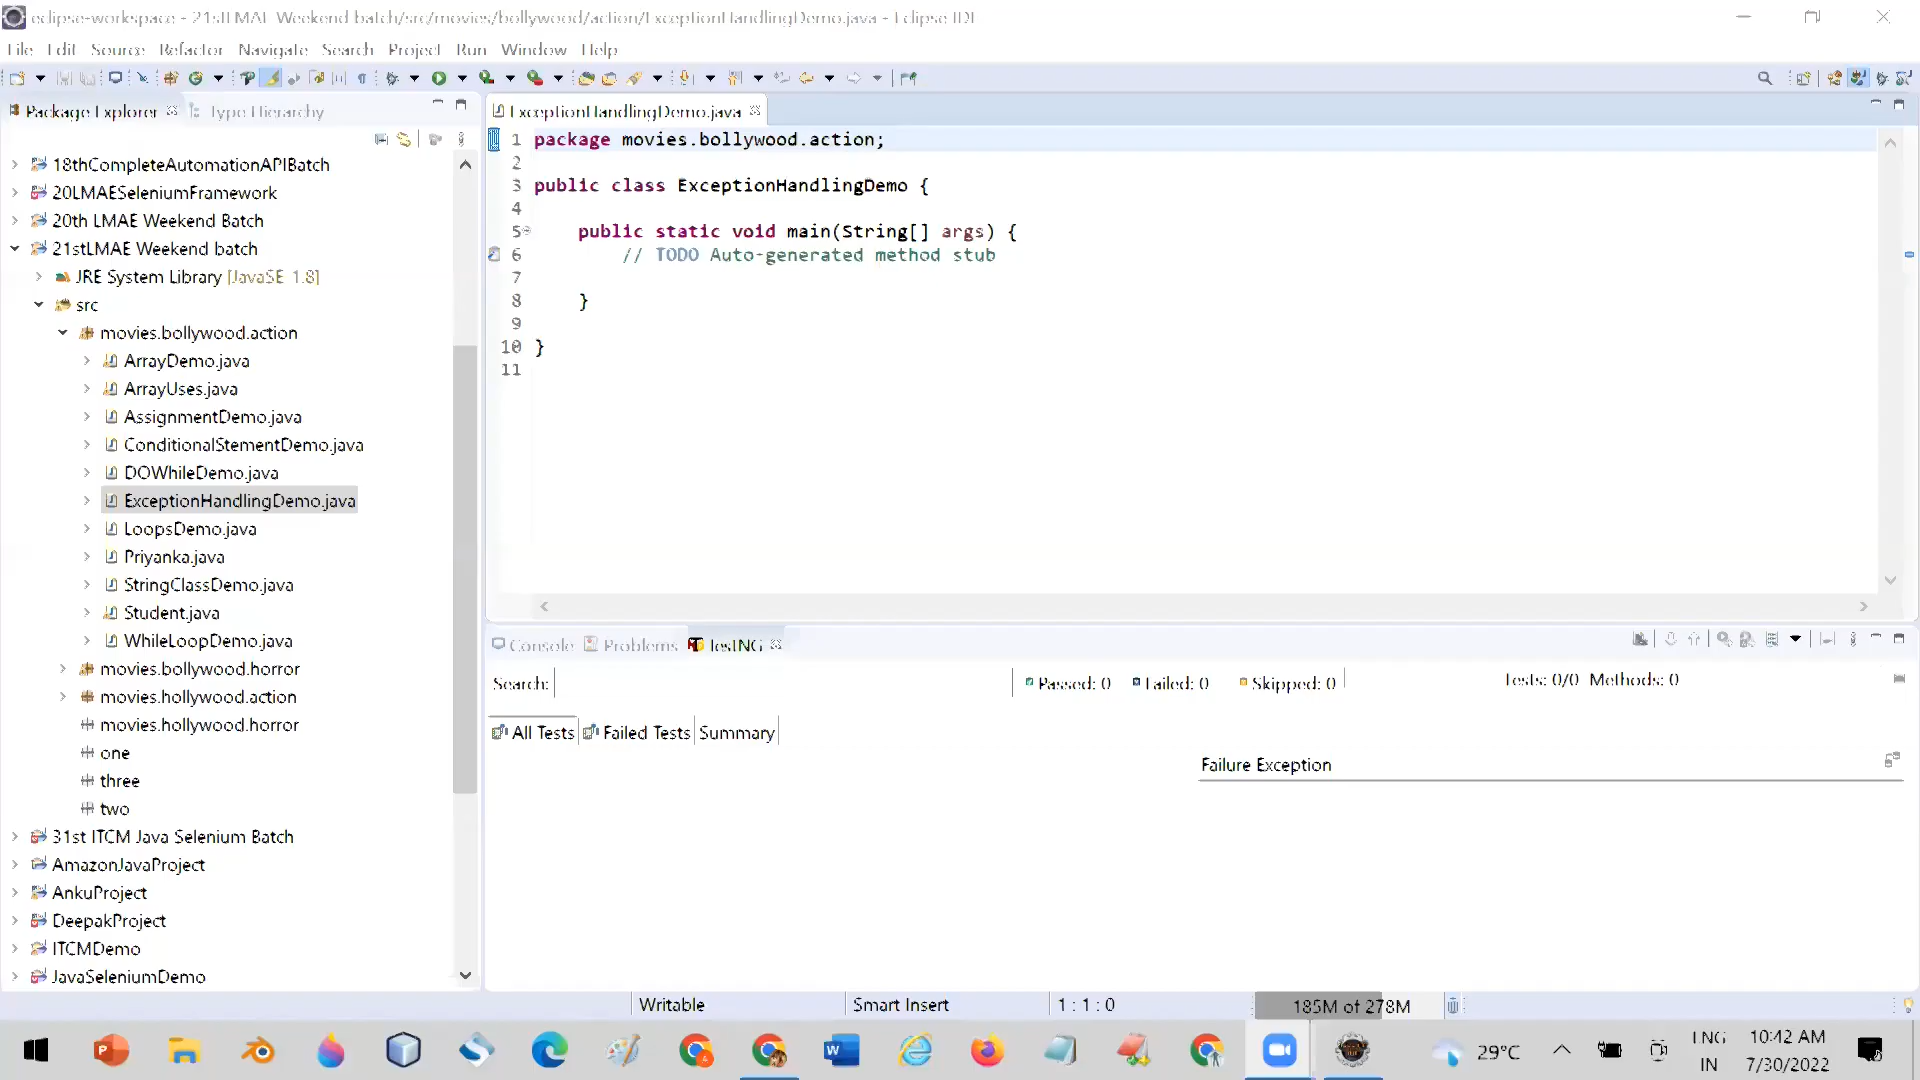 eclipse-workspace - 21stLMAE Weekend batch/src/movies/bollywood/action/ExceptionHandlingDemo.java - Eclipse IDE
File Edit Source Refactor Navigate Search Project Run Window Help
Package Explorer Type Hierarchy
18thCompleteAutomationAPIBatch
20LMAESeleniumFramework
20th LMAE Weekend Batch
21stLMAE Weekend batch
JRE System Library [JavaSE-1.8]
src
movies.bollywood.action
ArrayDemo.java
ArrayUses.java
AssignmentDemo.java
ConditionalStementDemo.java
DOWhileDemo.java
ExceptionHandlingDemo.java
LoopsDemo.java
Priyanka.java
StringClassDemo.java
Student.java
WhileLoopDemo.java
movies.bollywood.horror
movies.hollywood.action
movies.hollywood.horror
one
three
two
31st ITCM Java Selenium Batch
AmazonJavaProject
AnkuProject
DeepakProject
ITCMDemo
JavaSeleniumDemo
ExceptionHandlingDemo.java
1 package movies.bollywood.action;
2
3 public class ExceptionHandlingDemo {
4
5 public static void main(String[] args) {
6 // TODO Auto-generated method stub
7
8 }
9
10 }
11
Console Problems TestNG
Search: Passed: 0 Failed: 0 Skipped: 0 Tests: 0/0 Methods: 0
All Tests Failed Tests Summary
Failure Exception
Writable Smart Insert 1 : 1 : 0 185M of 278M
29°C ENG IN 10:42 AM 7/30/2022